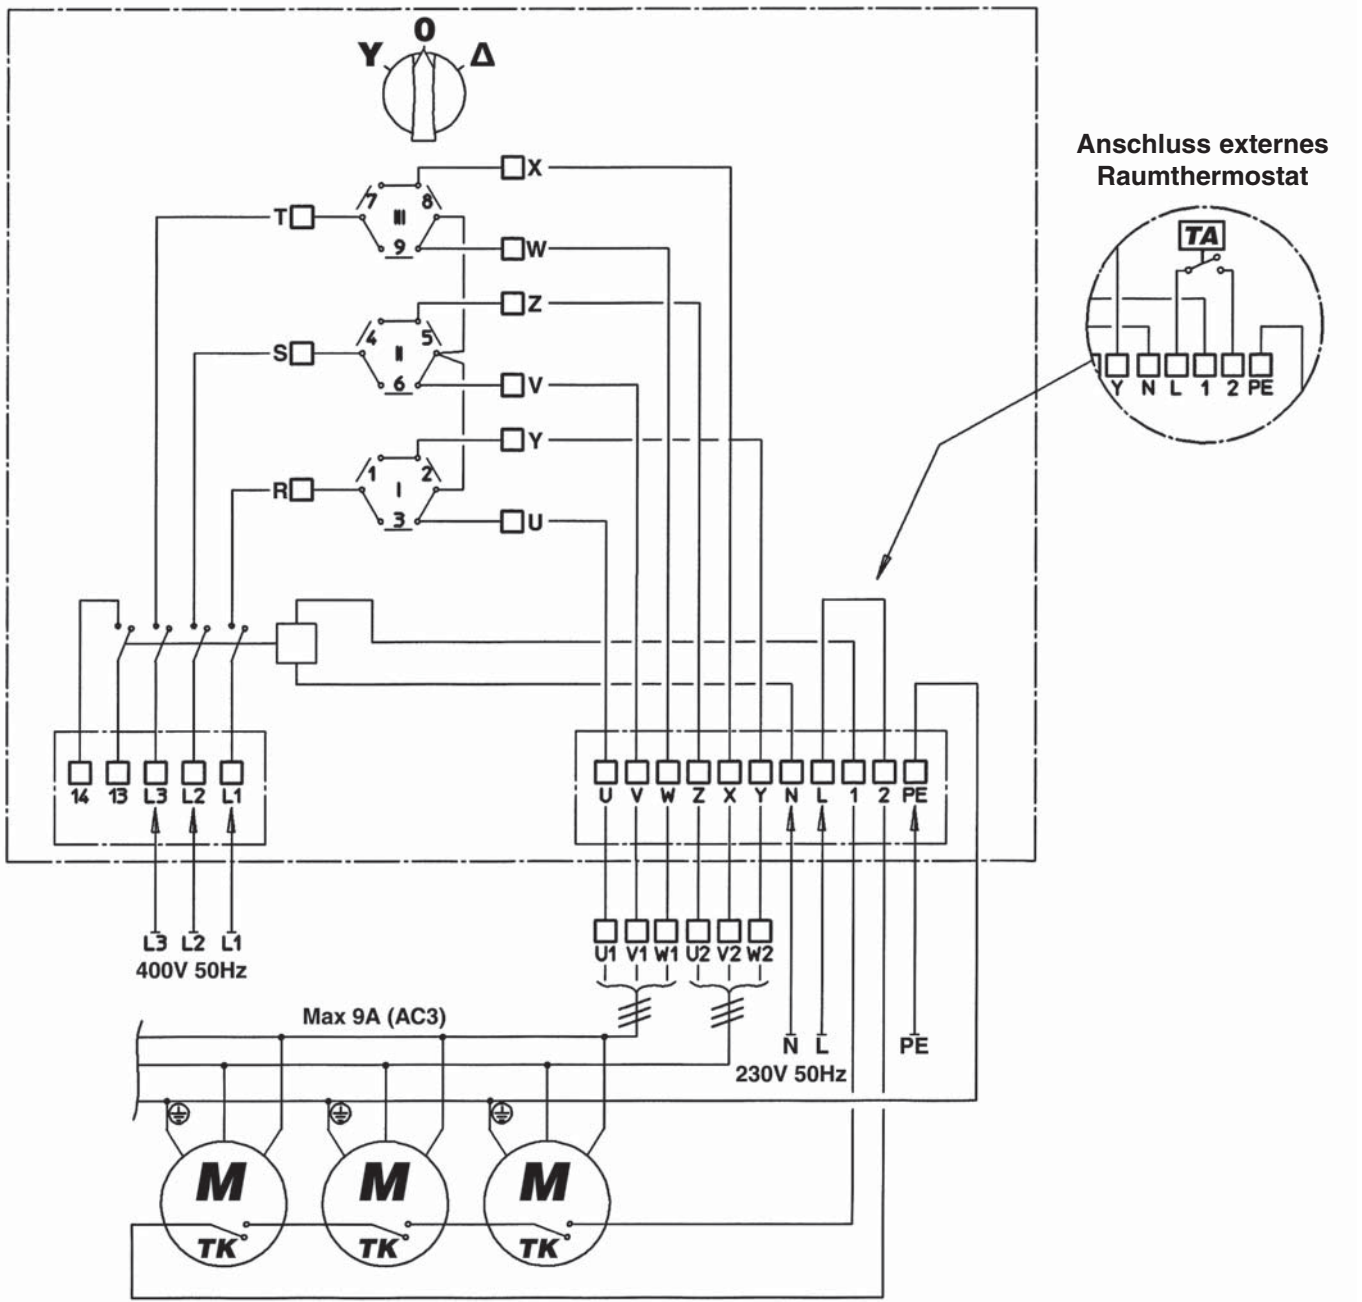 0
Y Δ
X
7 8
T III
9 W
Z
4 5
S II
6 V
Y
1 2
R I
3 U
14 13 L3 L2 L1
U V W Z X Y N L 1 2 PE
L3 L2 L1
400V 50Hz
U1 V1 W1 U2 V2 W2
Max 9A (AC3)
N L PE
230V 50Hz
M M M
TK TK TK
Anschluss externes
Raumthermostat
TA
Y N L 1 2 PE